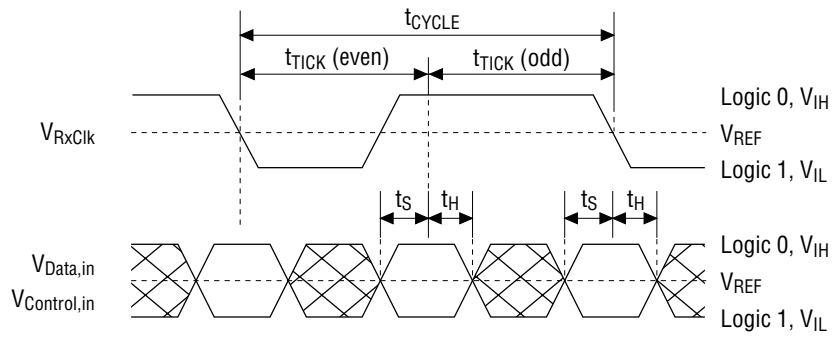 tCYCLE
tTICK (even) tTICK (odd)
Logic 0, VIH
VRxClk VREF
Logic 1, VIL
tS tH tS tH
Logic 0, VIH
VData,in
VREF
VControl,in
Logic 1, VIL